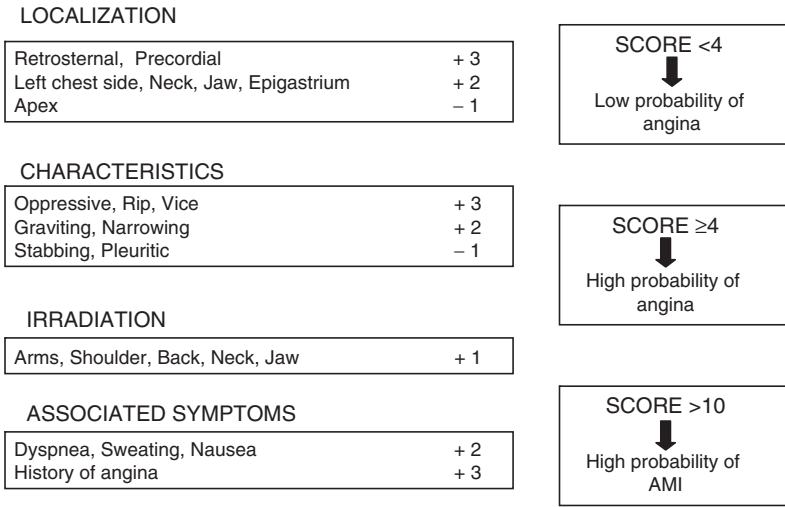 LOCALIZATION
Retrosternal, Precordial + 3
Left chest side, Neck, Jaw, Epigastrium + 2
Apex − 1
CHARACTERISTICS
Oppressive, Rip, Vice + 3
Graviting, Narrowing + 2
Stabbing, Pleuritic − 1
IRRADIATION
Arms, Shoulder, Back, Neck, Jaw + 1
ASSOCIATED SYMPTOMS
Dyspnea, Sweating, Nausea + 2
History of angina + 3
SCORE <4
Low probability of
angina
SCORE ≥4
High probability of
angina
SCORE >10
High probability of
AMI